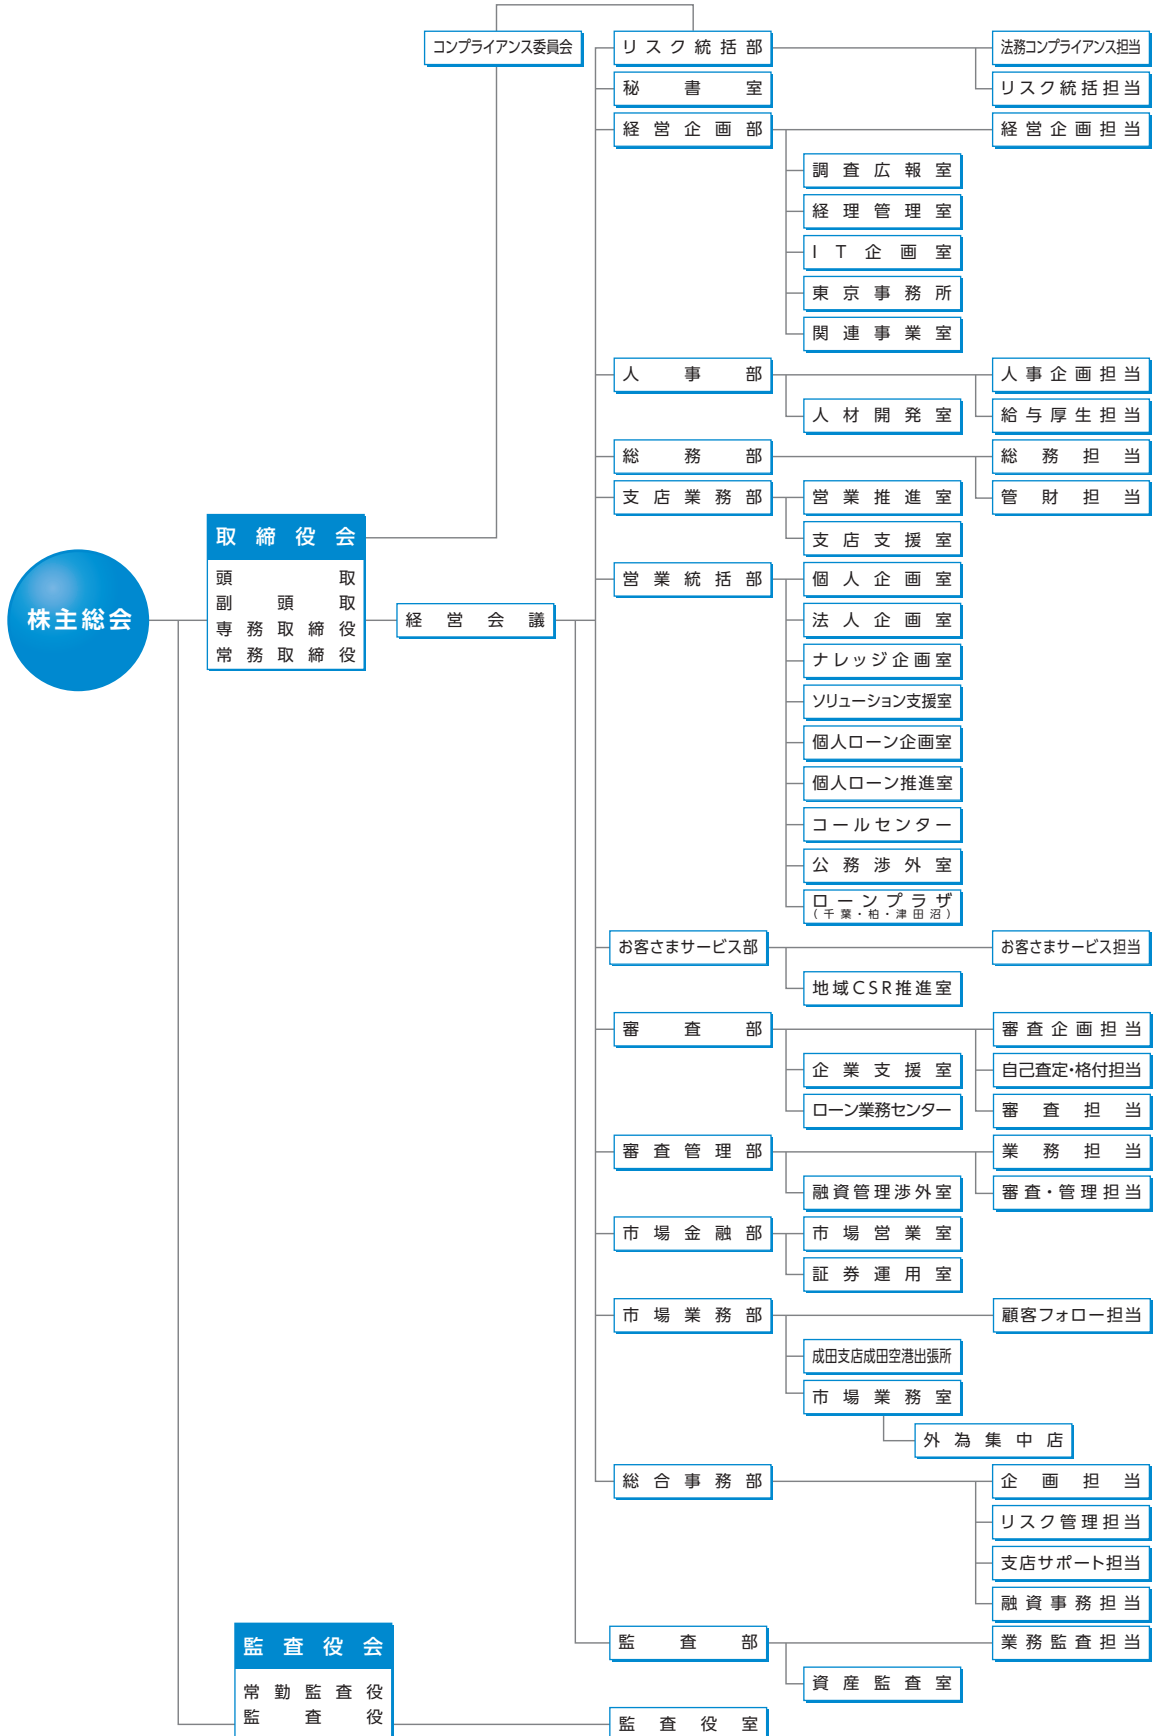 コンプライアンス委員会
リスク統括部
法務コンプライアンス担当
リスク統括担当
秘書室
経営企画部
経営企画担当
調査広報室
経理管理室
IT企画室
東京事務所
関連事業室
人事部
人事企画担当
人材開発室
給与厚生担当
総務部
総務担当
管財担当
支店業務部
営業推進室
支店支援室
営業統括部
個人企画室
法人企画室
ナレッジ企画室
ソリューション支援室
個人ローン企画室
個人ローン推進室
コールセンター
公務渉外室
ローンプラザ
(千葉・柏・津田沼)
株主総会
取締役会
頭取
副頭取
専務取締役
常務取締役
経営会議
お客さまサービス部
お客さまサービス担当
地域CSR推進室
審査部
審査企画担当
企業支援室
自己査定・格付担当
ローン業務センター
審査担当
審査管理部
業務担当
融資管理渉外室
審査・管理担当
市場金融部
市場営業室
証券運用室
市場業務部
顧客フォロー担当
成田支店成田空港出張所
市場業務室
外為集中店
総合事務部
企画担当
リスク管理担当
支店サポート担当
融資事務担当
監査部
業務監査担当
資産監査室
監査役会
常勤監査役
監査役
監査役室